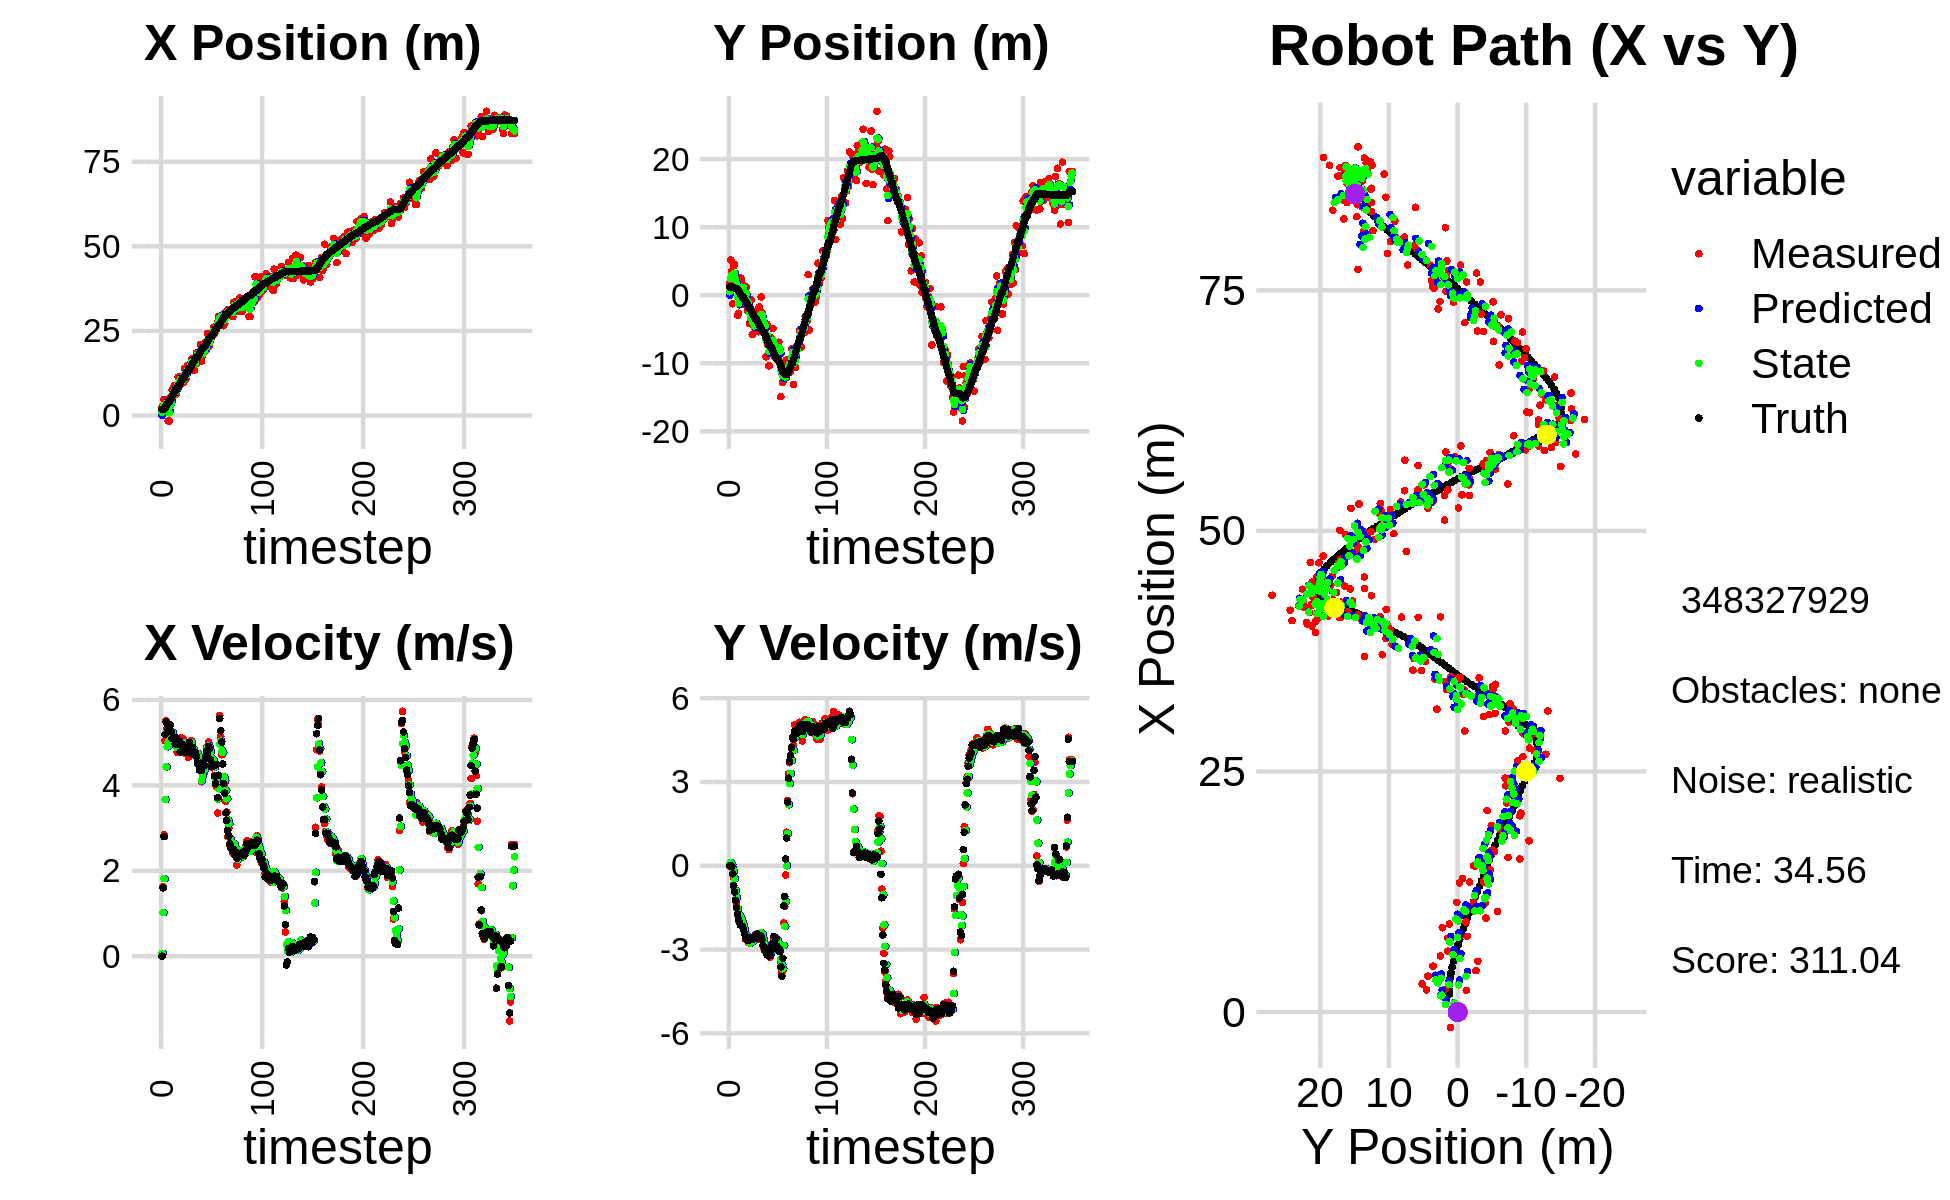 X Position (m)
75
50
25
0
0
100
200
300
timestep
Y Position (m)
20
10
0
-10
-20
0
100
200
300
timestep
X Velocity (m/s)
6
4
2
0
0
100
200
300
timestep
Y Velocity (m/s)
6
3
0
-3
-6
0
100
200
300
timestep
Robot Path (X vs Y)
X Position (m)
75
50
25
0
20 10 0 -10 -20
Y Position (m)
variable
Measured
Predicted
State
Truth
348327929
Obstacles: none
Noise: realistic
Time: 34.56
Score: 311.04